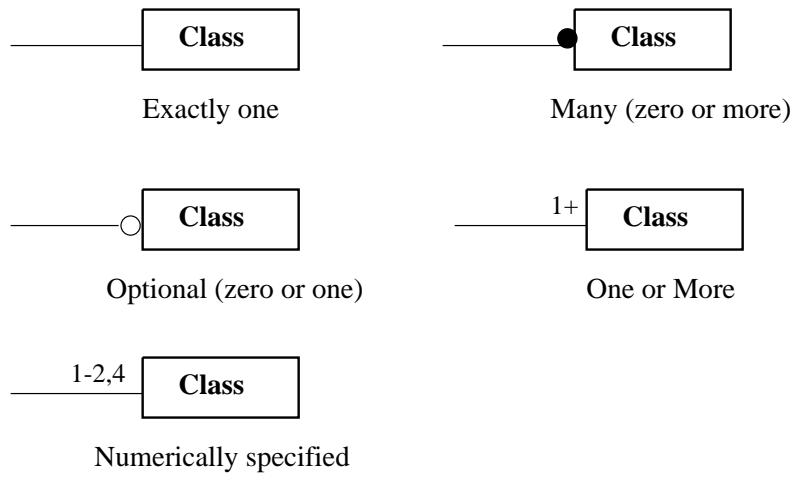 Class
Class
Exactly one
Many (zero or more)
Class
1+
Class
Optional (zero or one)
One or More
1-2,4
Class
Numerically specified